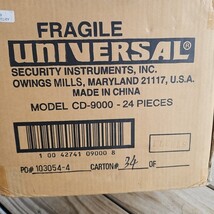 FRAGILE
UNIVERSAL®
SECURITY INSTRUMENTS, INC.
OWINGS MILLS, MARYLAND 21117, U.S.A.
MADE IN CHINA
MODEL CD-9000 - 24 PIECES
1 00 42741 09000 8
PO# 103054-4 CARTON# 34 OF